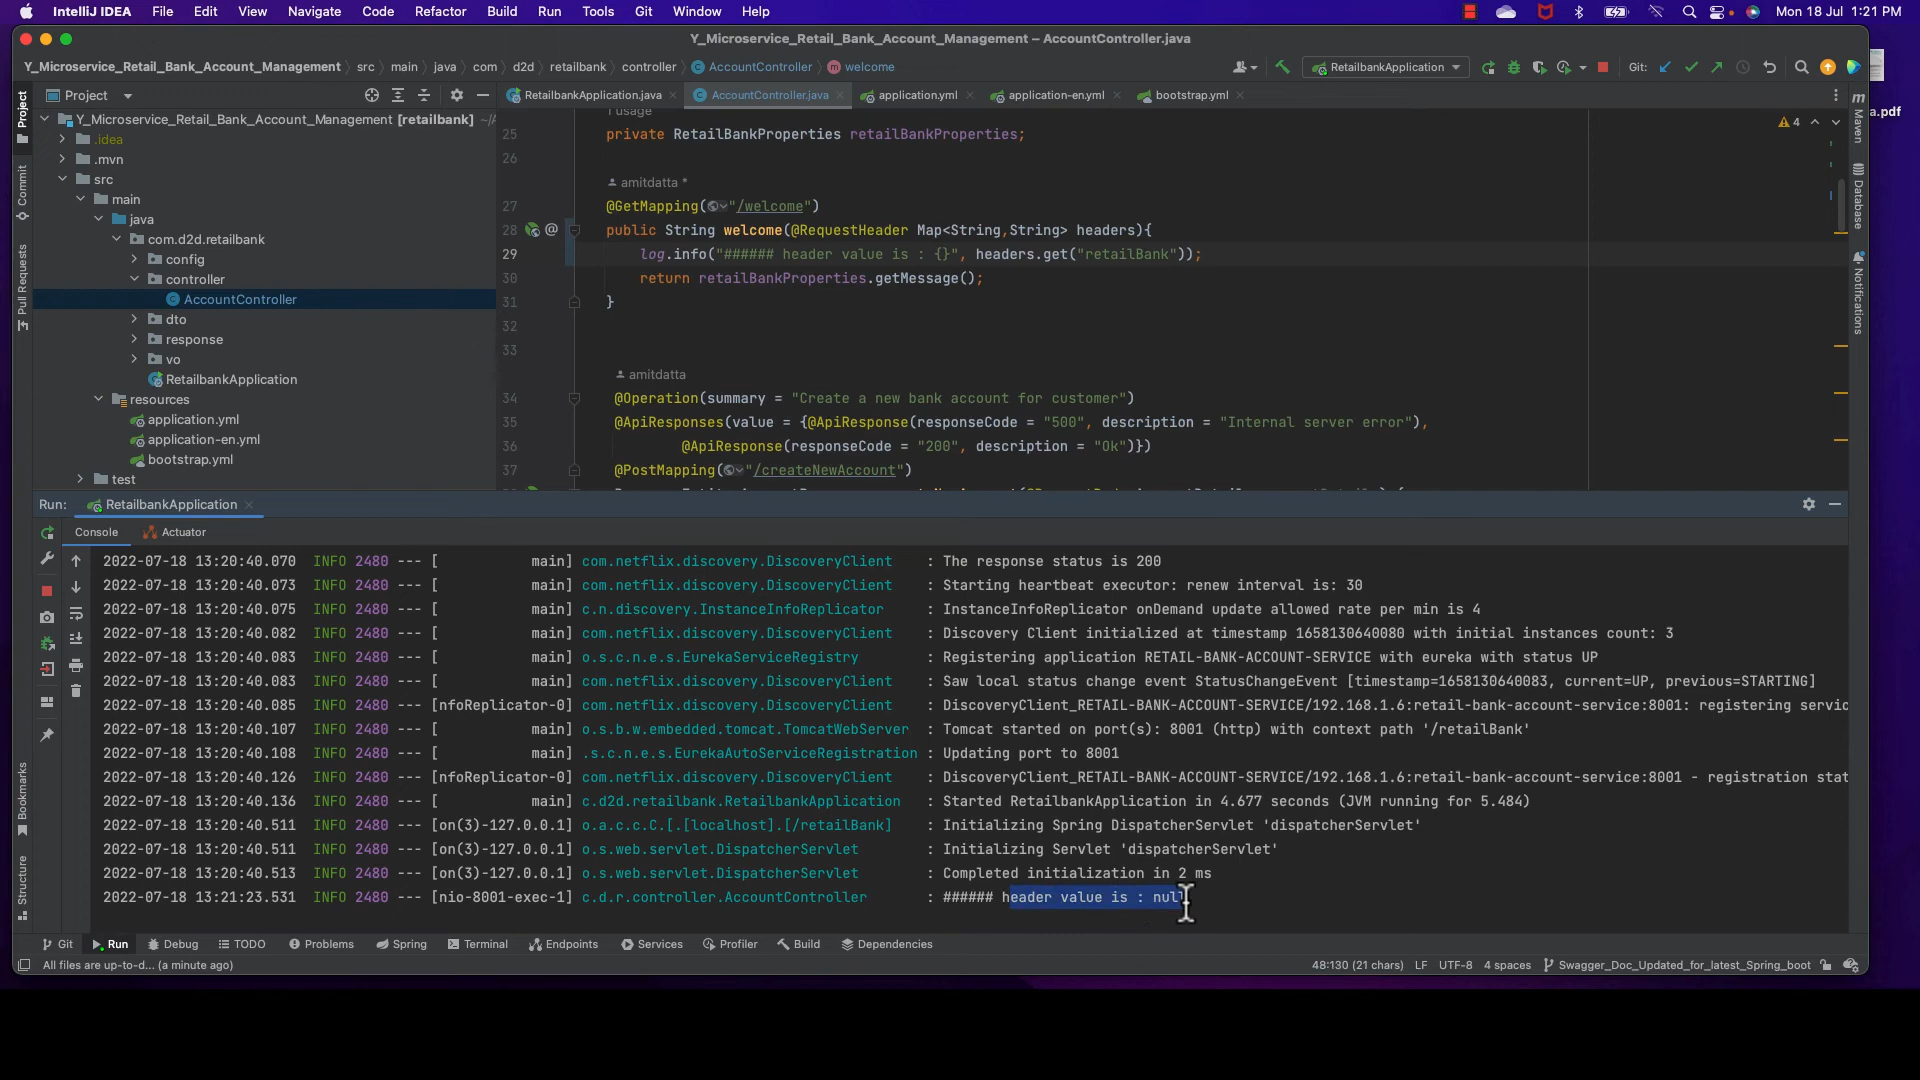 IntelliJ IDEA File Edit View Navigate Code Refactor Build Run Tools Git Window Help Mon 18 Jul 1:21 PM
Y_Microservice_Retail_Bank_Account_Management – AccountController.java
Y_Microservice_Retail_Bank_Account_Management src main java com d2d retailbank controller AccountController welcome RetailbankApplication Git:
a.pdf
Project
RetailbankApplication.java AccountController.java application.yml application-en.yml bootstrap.yml
Y_Microservice_Retail_Bank_Account_Management [retailbank]
.idea
.mvn
src
main
java
com.d2d.retailbank
config
controller
AccountController
dto
response
vo
RetailbankApplication
resources
application.yml
application-en.yml
bootstrap.yml
test
1 usage
25 private RetailBankProperties retailBankProperties;
26
amitdatta *
27 @GetMapping("/welcome")
28 public String welcome(@RequestHeader Map<String,String> headers){
29 log.info("###### header value is : {}", headers.get("retailBank"));
30 return retailBankProperties.getMessage();
31 }
32
33
amitdatta
34 @Operation(summary = "Create a new bank account for customer")
35 @ApiResponses(value = {@ApiResponse(responseCode = "500", description = "Internal server error"),
36 @ApiResponse(responseCode = "200", description = "Ok")})
37 @PostMapping("/createNewAccount")
4
Project
Commit
Pull Requests
Bookmarks
Structure
Maven
Database
Notifications
Run: RetailbankApplication
Console Actuator
2022-07-18 13:20:40.070 INFO 2480 --- [ main] com.netflix.discovery.DiscoveryClient : The response status is 200
2022-07-18 13:20:40.073 INFO 2480 --- [ main] com.netflix.discovery.DiscoveryClient : Starting heartbeat executor: renew interval is: 30
2022-07-18 13:20:40.075 INFO 2480 --- [ main] c.n.discovery.InstanceInfoReplicator : InstanceInfoReplicator onDemand update allowed rate per min is 4
2022-07-18 13:20:40.082 INFO 2480 --- [ main] com.netflix.discovery.DiscoveryClient : Discovery Client initialized at timestamp 1658130640080 with initial instances count: 3
2022-07-18 13:20:40.083 INFO 2480 --- [ main] o.s.c.n.e.s.EurekaServiceRegistry : Registering application RETAIL-BANK-ACCOUNT-SERVICE with eureka with status UP
2022-07-18 13:20:40.083 INFO 2480 --- [ main] com.netflix.discovery.DiscoveryClient : Saw local status change event StatusChangeEvent [timestamp=1658130640083, current=UP, previous=STARTING]
2022-07-18 13:20:40.085 INFO 2480 --- [nfoReplicator-0] com.netflix.discovery.DiscoveryClient : DiscoveryClient_RETAIL-BANK-ACCOUNT-SERVICE/192.168.1.6:retail-bank-account-service:8001: registering servic
2022-07-18 13:20:40.107 INFO 2480 --- [ main] o.s.b.w.embedded.tomcat.TomcatWebServer : Tomcat started on port(s): 8001 (http) with context path '/retailBank'
2022-07-18 13:20:40.108 INFO 2480 --- [ main] .s.c.n.e.s.EurekaAutoServiceRegistration : Updating port to 8001
2022-07-18 13:20:40.126 INFO 2480 --- [nfoReplicator-0] com.netflix.discovery.DiscoveryClient : DiscoveryClient_RETAIL-BANK-ACCOUNT-SERVICE/192.168.1.6:retail-bank-account-service:8001 - registration stat
2022-07-18 13:20:40.136 INFO 2480 --- [ main] c.d2d.retailbank.RetailbankApplication : Started RetailbankApplication in 4.677 seconds (JVM running for 5.484)
2022-07-18 13:20:40.511 INFO 2480 --- [on(3)-127.0.0.1] o.a.c.c.C.[.[localhost].[/retailBank] : Initializing Spring DispatcherServlet 'dispatcherServlet'
2022-07-18 13:20:40.511 INFO 2480 --- [on(3)-127.0.0.1] o.s.web.servlet.DispatcherServlet : Initializing Servlet 'dispatcherServlet'
2022-07-18 13:20:40.513 INFO 2480 --- [on(3)-127.0.0.1] o.s.web.servlet.DispatcherServlet : Completed initialization in 2 ms
2022-07-18 13:21:23.531 INFO 2480 --- [nio-8001-exec-1] c.d.r.controller.AccountController : ###### header value is : null
Git Run Debug TODO Problems Spring Terminal Endpoints Services Profiler Build Dependencies
All files are up-to-d... (a minute ago) 48:130 (21 chars) LF UTF-8 4 spaces Swagger_Doc_Updated_for_latest_Spring_boot